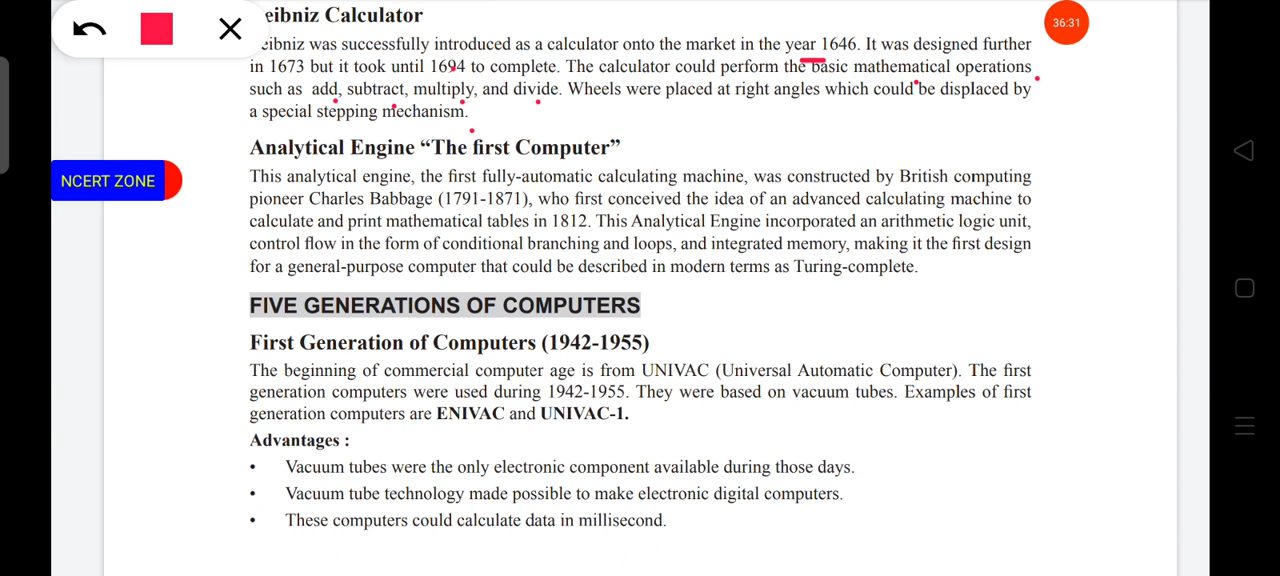 eibniz Calculator
36:31
eibniz was successfully introduced as a calculator onto the market in the year 1646. It was designed further
in 1673 but it took until 1694 to complete. The calculator could perform the basic mathematical operations
such as add, subtract, multiply, and divide. Wheels were placed at right angles which could be displaced by
a special stepping mechanism.
Analytical Engine “The first Computer”
NCERT ZONE
This analytical engine, the first fully-automatic calculating machine, was constructed by British computing
pioneer Charles Babbage (1791-1871), who first conceived the idea of an advanced calculating machine to
calculate and print mathematical tables in 1812. This Analytical Engine incorporated an arithmetic logic unit,
control flow in the form of conditional branching and loops, and integrated memory, making it the first design
for a general-purpose computer that could be described in modern terms as Turing-complete.
FIVE GENERATIONS OF COMPUTERS
First Generation of Computers (1942-1955)
The beginning of commercial computer age is from UNIVAC (Universal Automatic Computer). The first
generation computers were used during 1942-1955. They were based on vacuum tubes. Examples of first
generation computers are ENIVAC and UNIVAC-1.
Advantages :
• Vacuum tubes were the only electronic component available during those days.
• Vacuum tube technology made possible to make electronic digital computers.
• These computers could calculate data in millisecond.